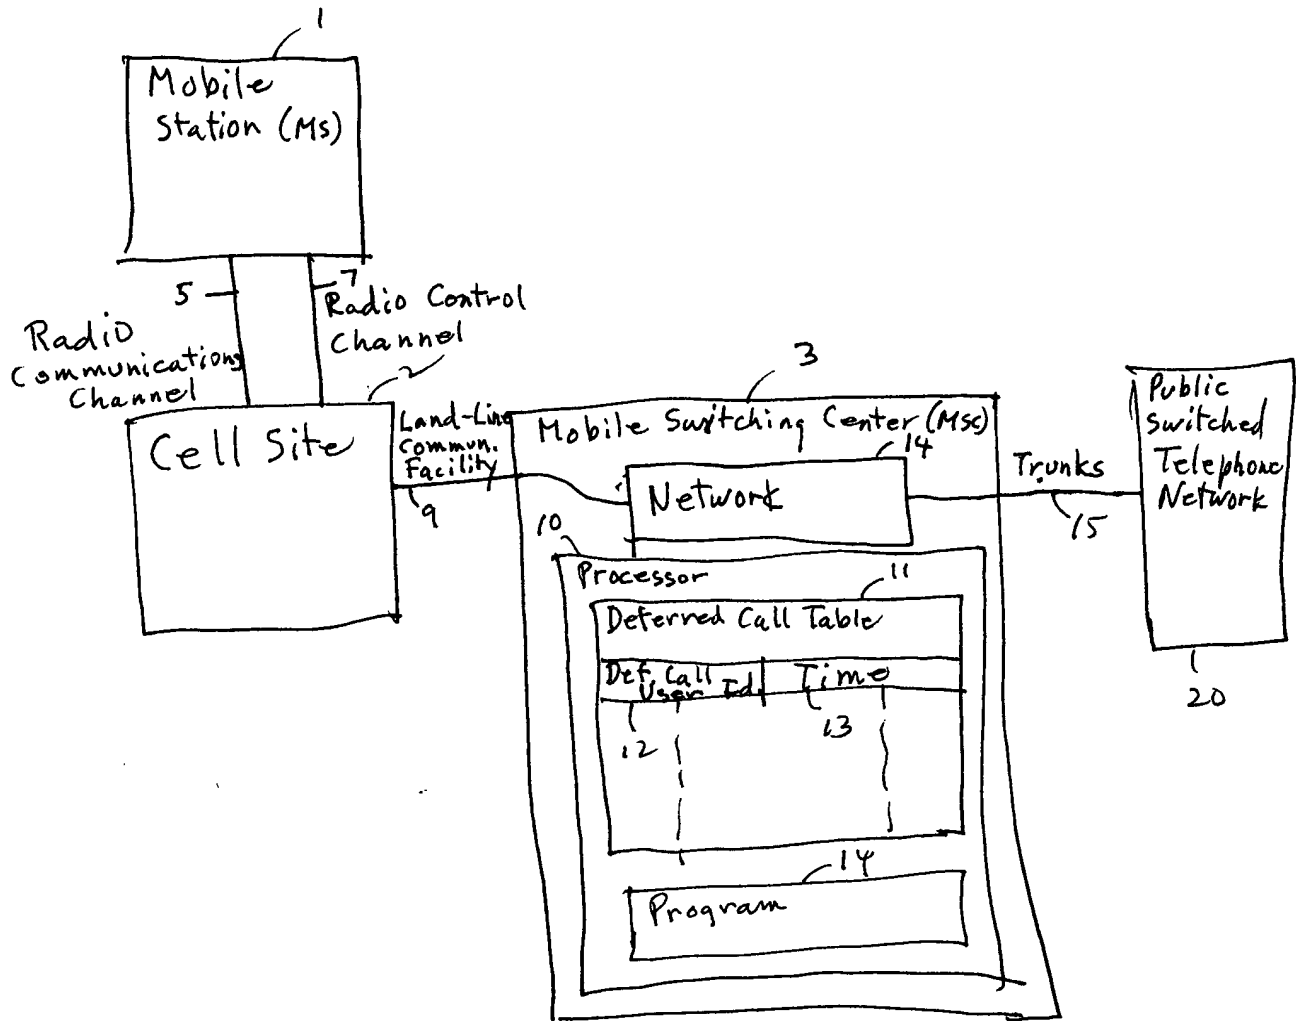 1
Mobile
Station (Ms)
5
7
Radio Control
Channel
Radio
Communications
Channel
2
Cell Site
Land-Line
Commun.
Facility
9
3
Mobile Switching Center (Msc)
14
Network
Trunks
15
Public
Switched
Telephone
Network
20
10
Processor
11
Deferred Call Table
Def. Call
User Id.
Time
12
13
14
Program